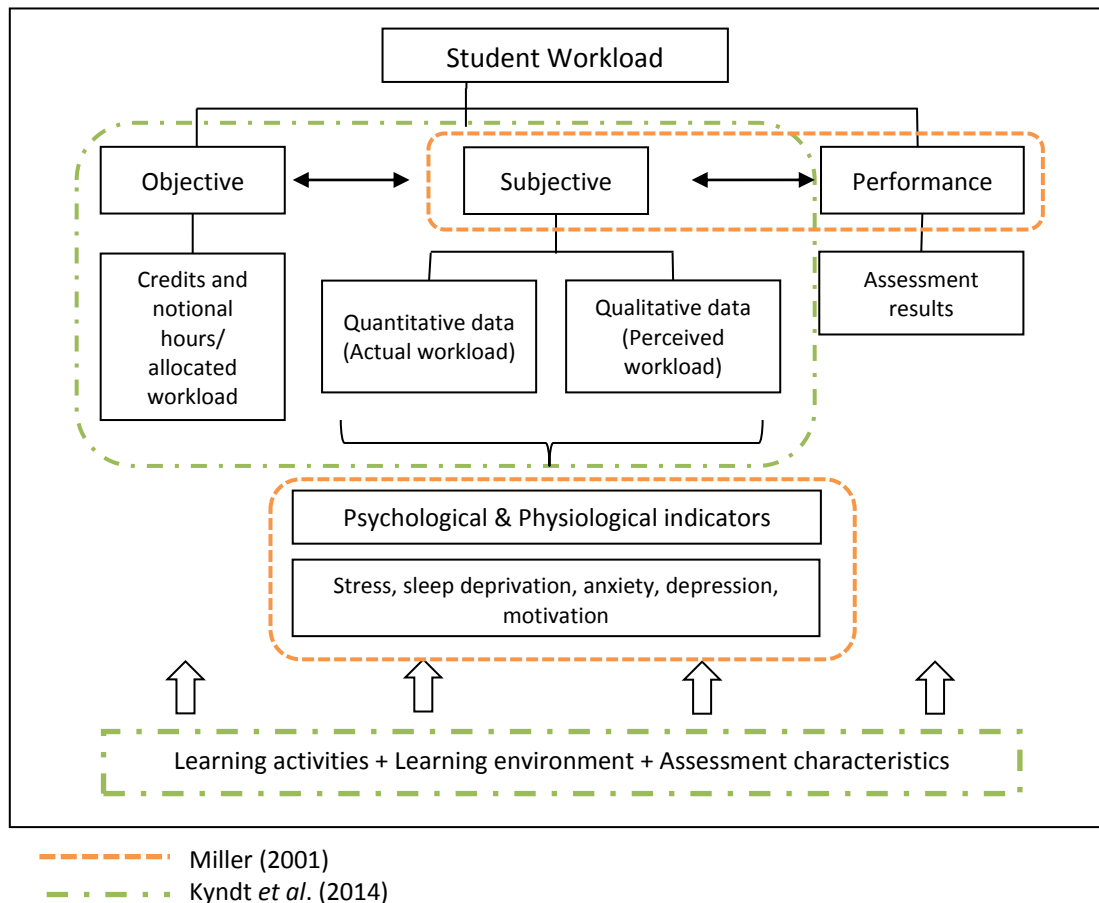 Student Workload
Objective
Subjective
Performance
Credits and
notional
hours/
allocated
workload
Quantitative data
(Actual workload)
Qualitative data
(Perceived
workload)
Assessment
results
Psychological & Physiological indicators
Stress, sleep deprivation, anxiety, depression,
motivation
Learning activities + Learning environment + Assessment characteristics
Miller (2001)
Kyndt et al. (2014)